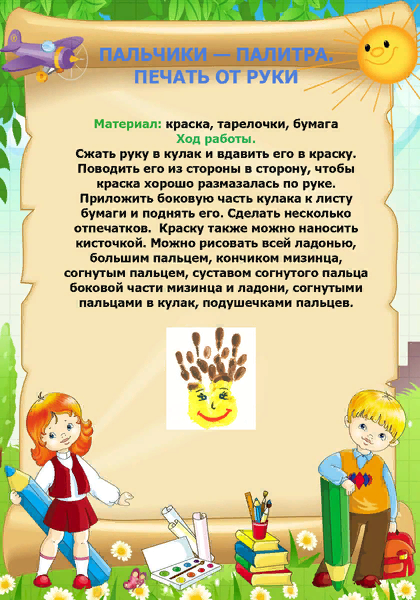 ПАЛЬЧИКИ — ПАЛИТРА.
ПЕЧАТЬ ОТ РУКИ
Материал: краска, тарелочки, бумага
Ход работы.
Сжать руку в кулак и вдавить его в краску.
Поводить его из стороны в сторону, чтобы
краска хорошо размазалась по руке.
Приложить боковую часть кулака к листу
бумаги и поднять его. Сделать несколько
отпечатков. Краску также можно наносить
кисточкой. Можно рисовать всей ладонью,
большим пальцем, кончиком мизинца,
согнутым пальцем, суставом согнутого пальца
боковой части мизинца и ладони, согнутыми
пальцами в кулак, подушечками пальцев.